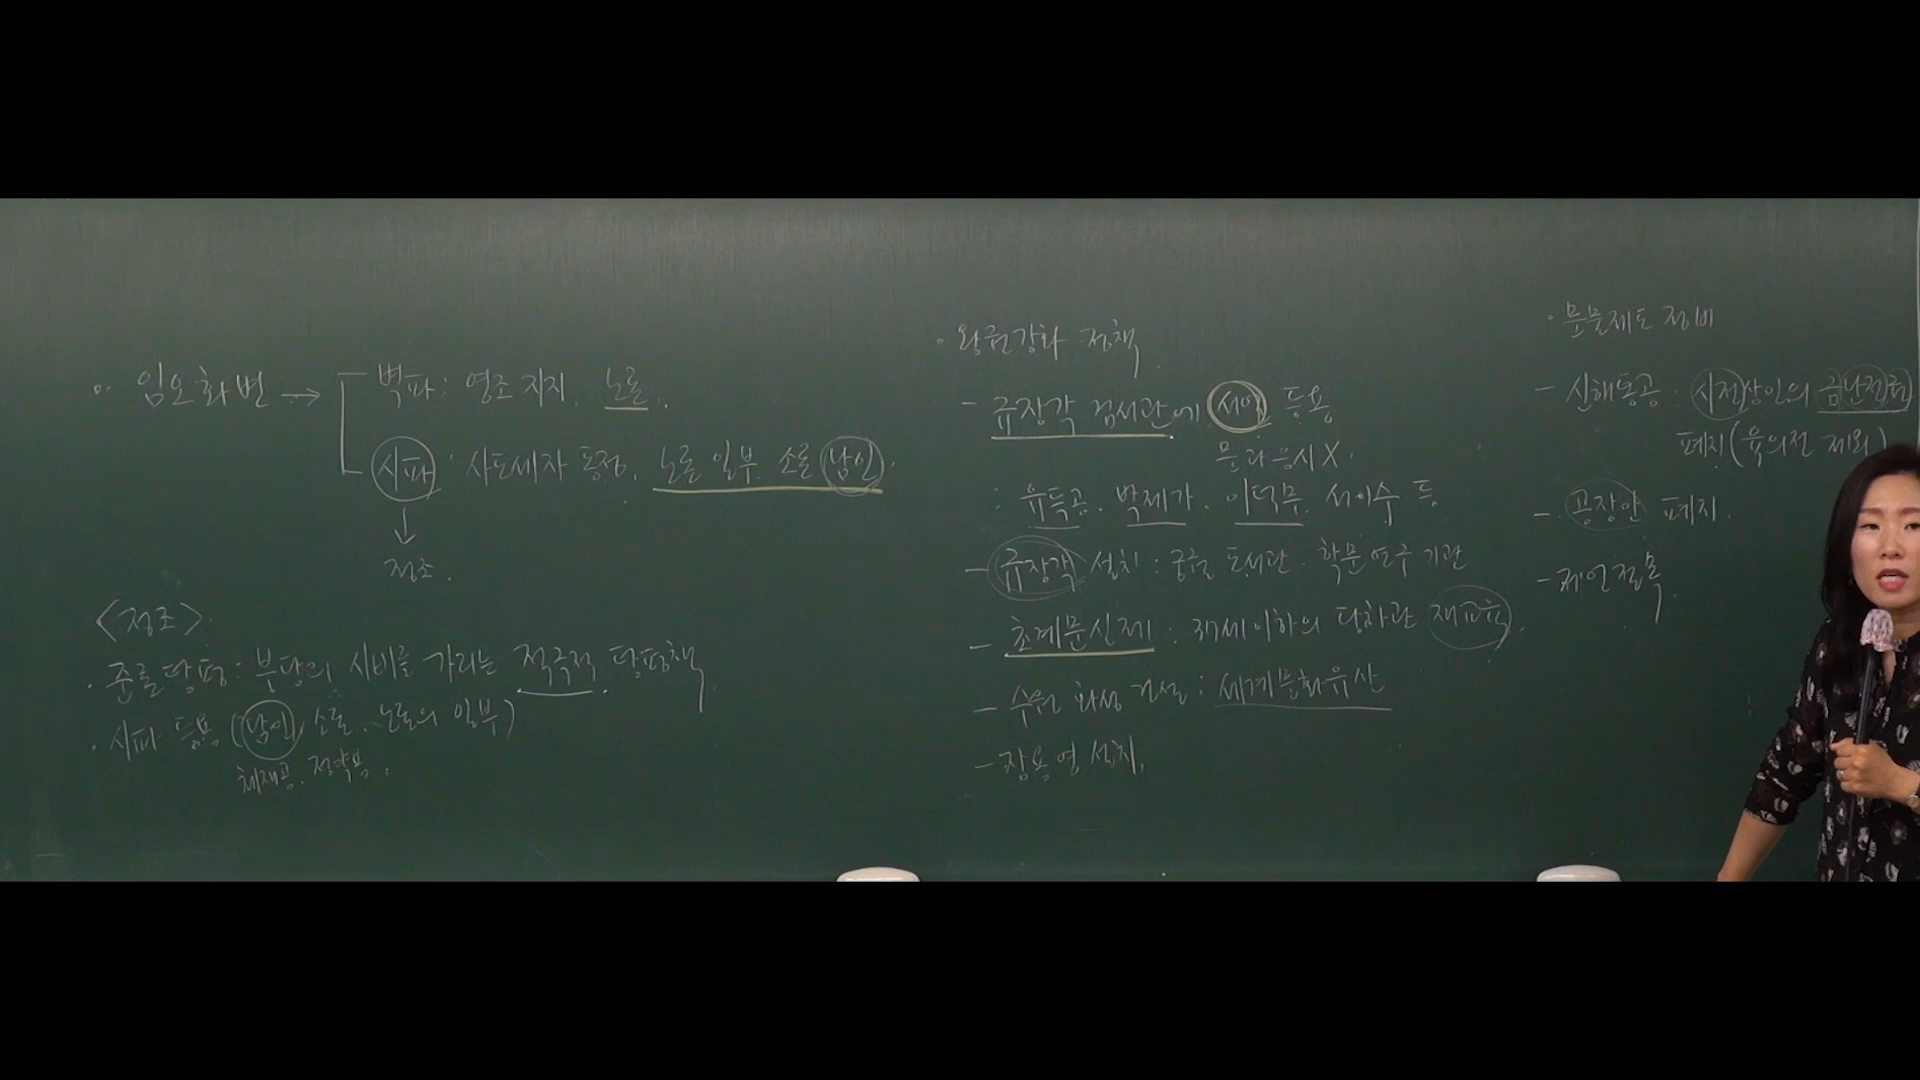 임오화변 → 벽파 : 영조 지지. 노론.
시파 : 사도세자 동정. 노론 일부 소론 남인.
↓
정조.
<정조>
· 준론탕평 : 붕당의 시비를 가리는 적극적 탕평책.
· 시파 등용 (남인, 소론, 노론의 일부)
채제공. 정약용.
· 왕권강화 정책
- 규장각 검서관에 서얼 등용
문과 응시 X.
: 유득공. 박제가. 이덕무. 서이수 등
- 규장각 설치 : 궁궐 도서관. 학문 연구 기관
- 초계문신제 : 37세 이하의 당하관 재교육.
- 수원 화성 건설 : 세계문화유산
- 장용영 설치.
· 문물제도 정비
- 신해통공 : 시전상인의 금난전권
폐지 (육의전 제외)
- 공장안 폐지.
- 제언절목.